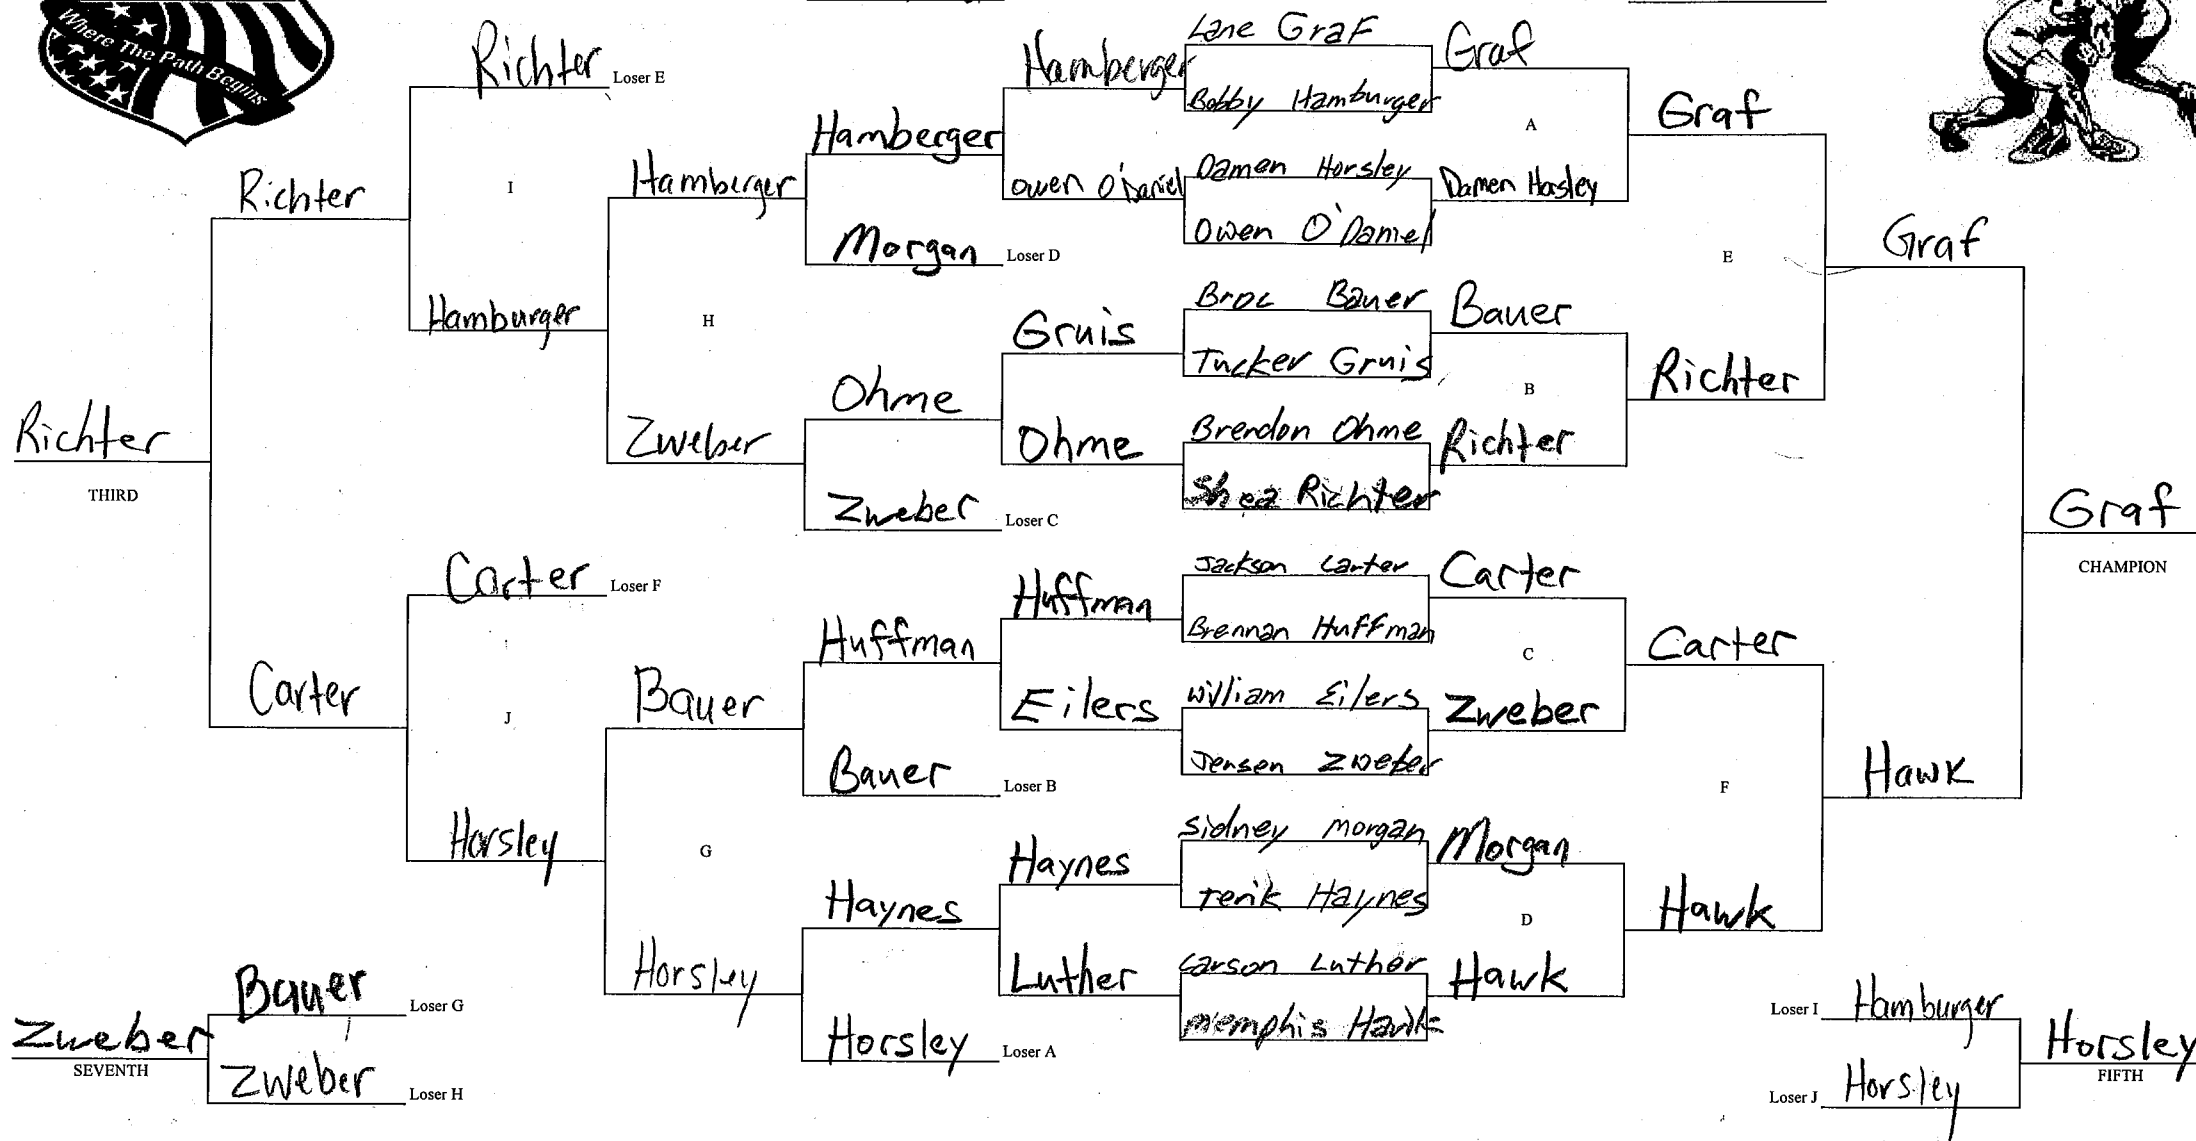 Where The Path Begins
Richter Loser E
I
Richter
Hamburger
Richter
THIRD
Carter Loser F
J
Carter
Horsley
Hamberger
H
Zweber
Bauer
G
Horsley
Hamberger
Morgan Loser D
Ohme
Zweber Loser C
Huffman
Bauer Loser B
Haynes
Horsley Loser A
Hamberger
Owen O'Daniel
Gruis
Ohme
Huffman
Eilers
Haynes
Luther
Lane Graf
Bobby Hamburger
Damen Horsley
Owen O'Daniel
Broc Bauer
Tucker Gruis
Brendon Ohme
Shea Richter
Jackson Carter
Brennan Huffman
William Eilers
Jensen Zweber
Sidney Morgan
Terik Haynes
Carson Luther
Memphis Hawk
Graf
A
Damen Horsley
Bauer
B
Richter
Carter
C
Zweber
Morgan
D
Hawk
Graf
E
Richter
Carter
F
Hawk
Graf
Hawk
Graf
CHAMPION
Bauer Loser G
Zweber
SEVENTH
Zweber Loser H
Loser I Hamburger
Horsley
FIFTH
Loser J Horsley